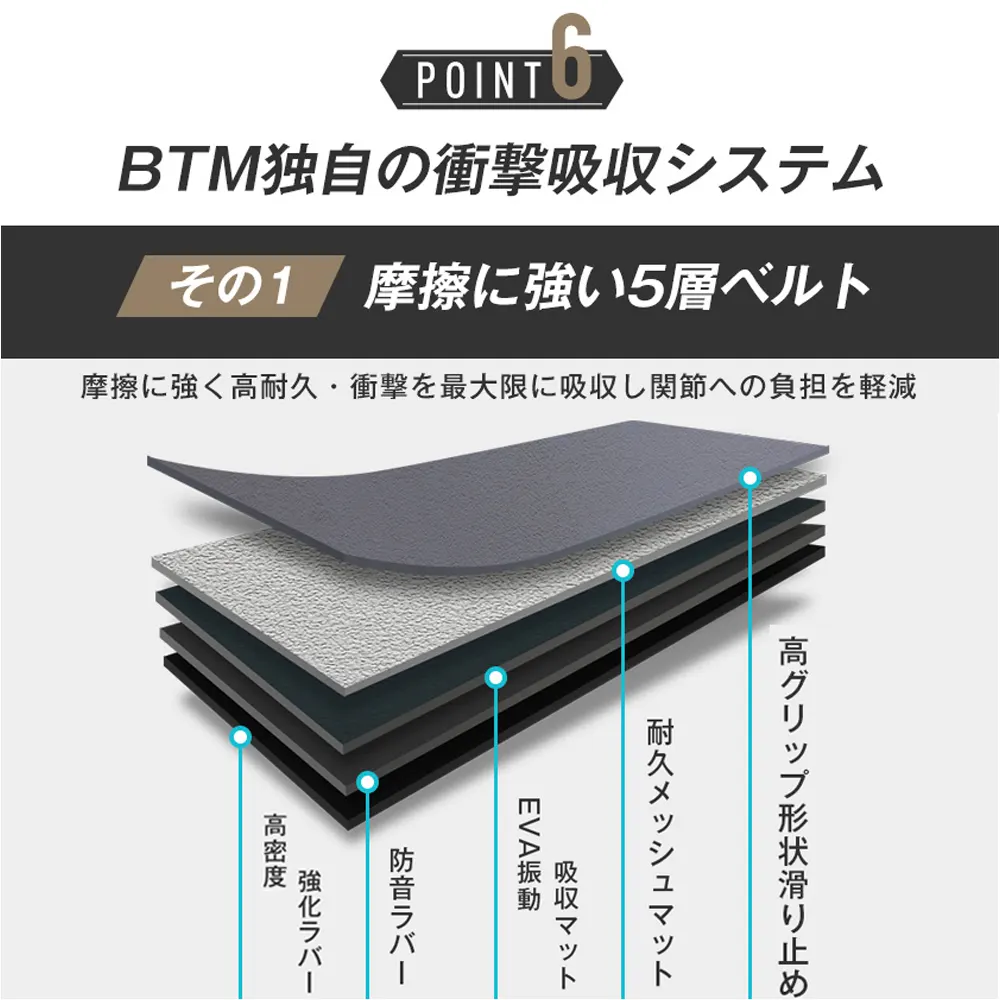 POINT6
BTM独自の衝撃吸収システム
その1
摩擦に強い5層ベルト
摩擦に強く高耐久・衝撃を最大限に吸収し関節への負担を軽減
高グリップ形状滑り止め
耐久メッシュマット
EVA振動
吸収マット
防音ラバー
高密度
強化ラバー